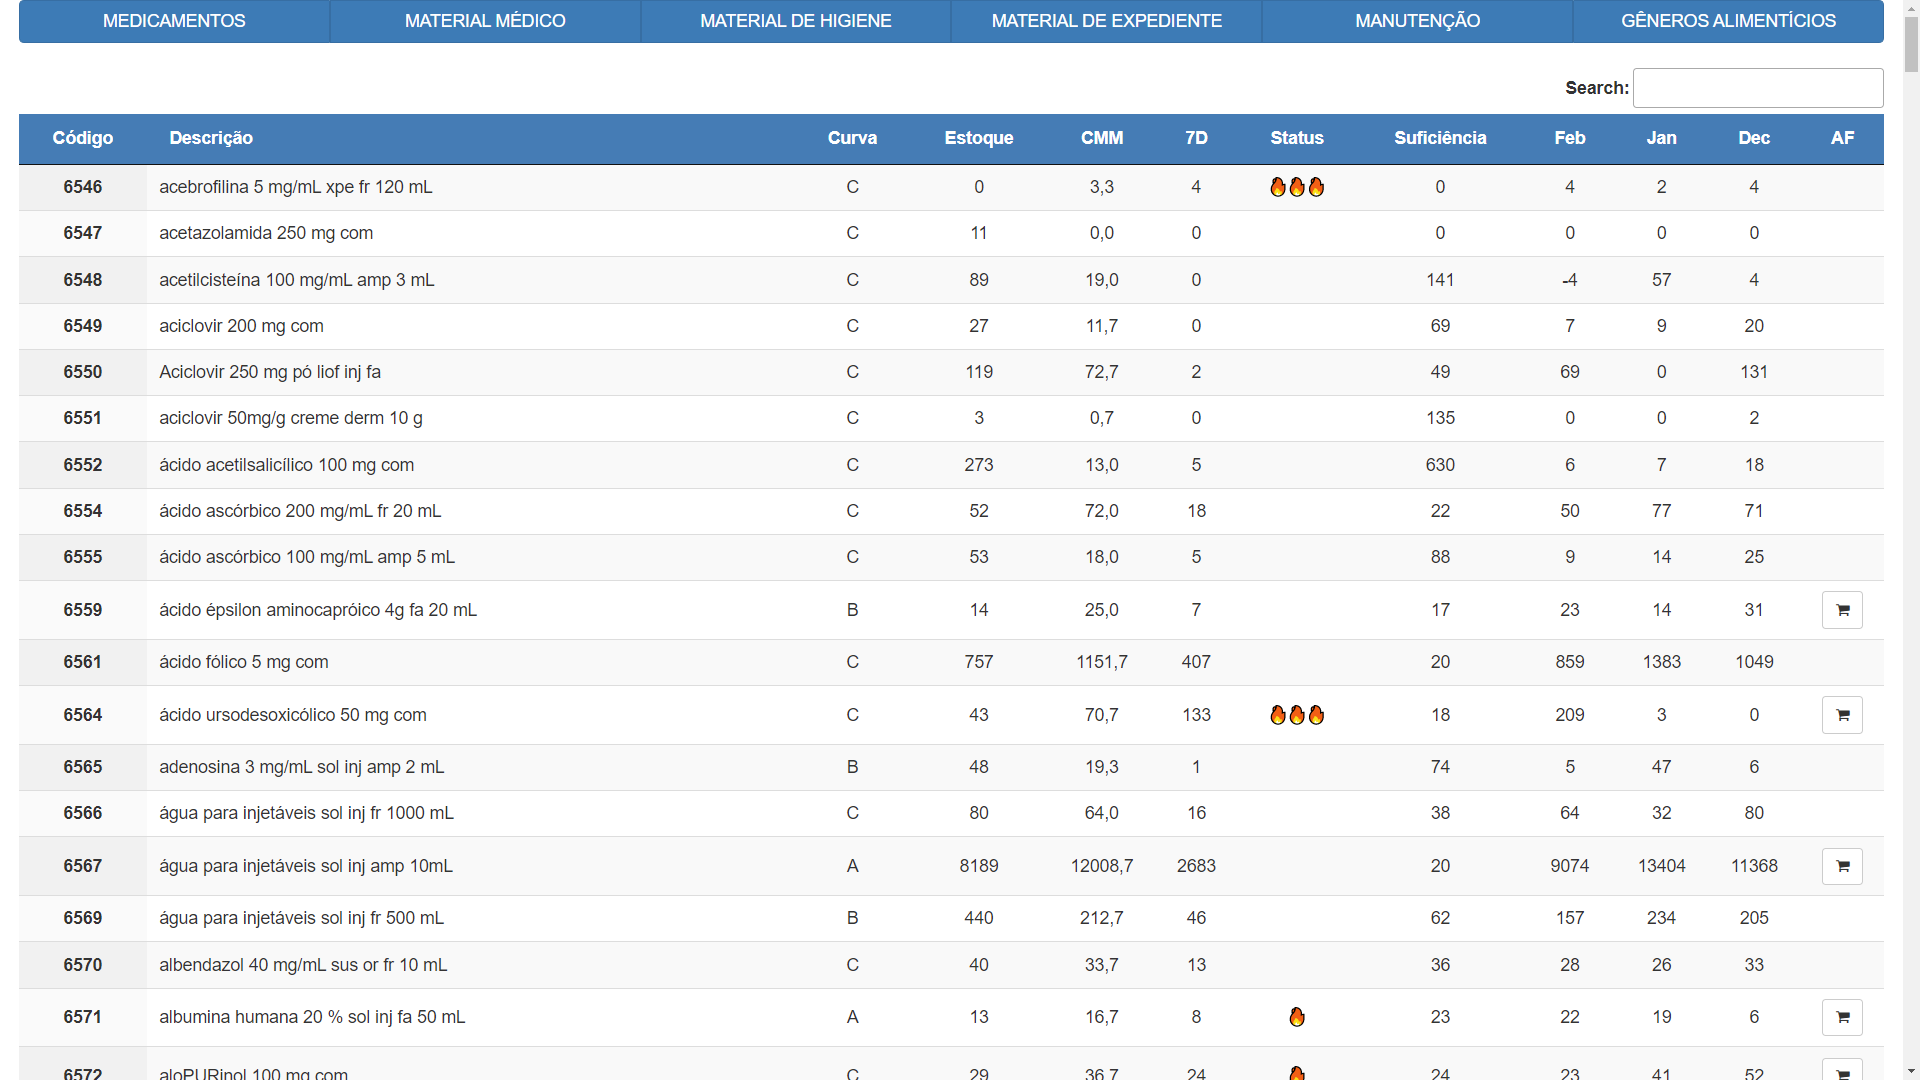 MEDICAMENTOS MATERIAL MÉDICO MATERIAL DE HIGIENE MATERIAL DE EXPEDIENTE MANUTENÇÃO GÊNEROS ALIMENTÍCIOS
Search:
Código Descrição Curva Estoque CMM 7D Status Suficiência Feb Jan Dec AF
6546 acebrofilina 5 mg/mL xpe fr 120 mL C 0 3,3 4 0 4 2 4
6547 acetazolamida 250 mg com C 11 0,0 0 0 0 0 0
6548 acetilcisteína 100 mg/mL amp 3 mL C 89 19,0 0 141 -4 57 4
6549 aciclovir 200 mg com C 27 11,7 0 69 7 9 20
6550 Aciclovir 250 mg pó liof inj fa C 119 72,7 2 49 69 0 131
6551 aciclovir 50mg/g creme derm 10 g C 3 0,7 0 135 0 0 2
6552 ácido acetilsalicílico 100 mg com C 273 13,0 5 630 6 7 18
6554 ácido ascórbico 200 mg/mL fr 20 mL C 52 72,0 18 22 50 77 71
6555 ácido ascórbico 100 mg/mL amp 5 mL C 53 18,0 5 88 9 14 25
6559 ácido épsilon aminocapróico 4g fa 20 mL B 14 25,0 7 17 23 14 31
6561 ácido fólico 5 mg com C 757 1151,7 407 20 859 1383 1049
6564 ácido ursodesoxicólico 50 mg com C 43 70,7 133 18 209 3 0
6565 adenosina 3 mg/mL sol inj amp 2 mL B 48 19,3 1 74 5 47 6
6566 água para injetáveis sol inj fr 1000 mL C 80 64,0 16 38 64 32 80
6567 água para injetáveis sol inj amp 10mL A 8189 12008,7 2683 20 9074 13404 11368
6569 água para injetáveis sol inj fr 500 mL B 440 212,7 46 62 157 234 205
6570 albendazol 40 mg/mL sus or fr 10 mL C 40 33,7 13 36 28 26 33
6571 albumina humana 20 % sol inj fa 50 mL A 13 16,7 8 23 22 19 6
6572 aloPURinol 100 mg com C 29 36,7 24 24 23 41 52